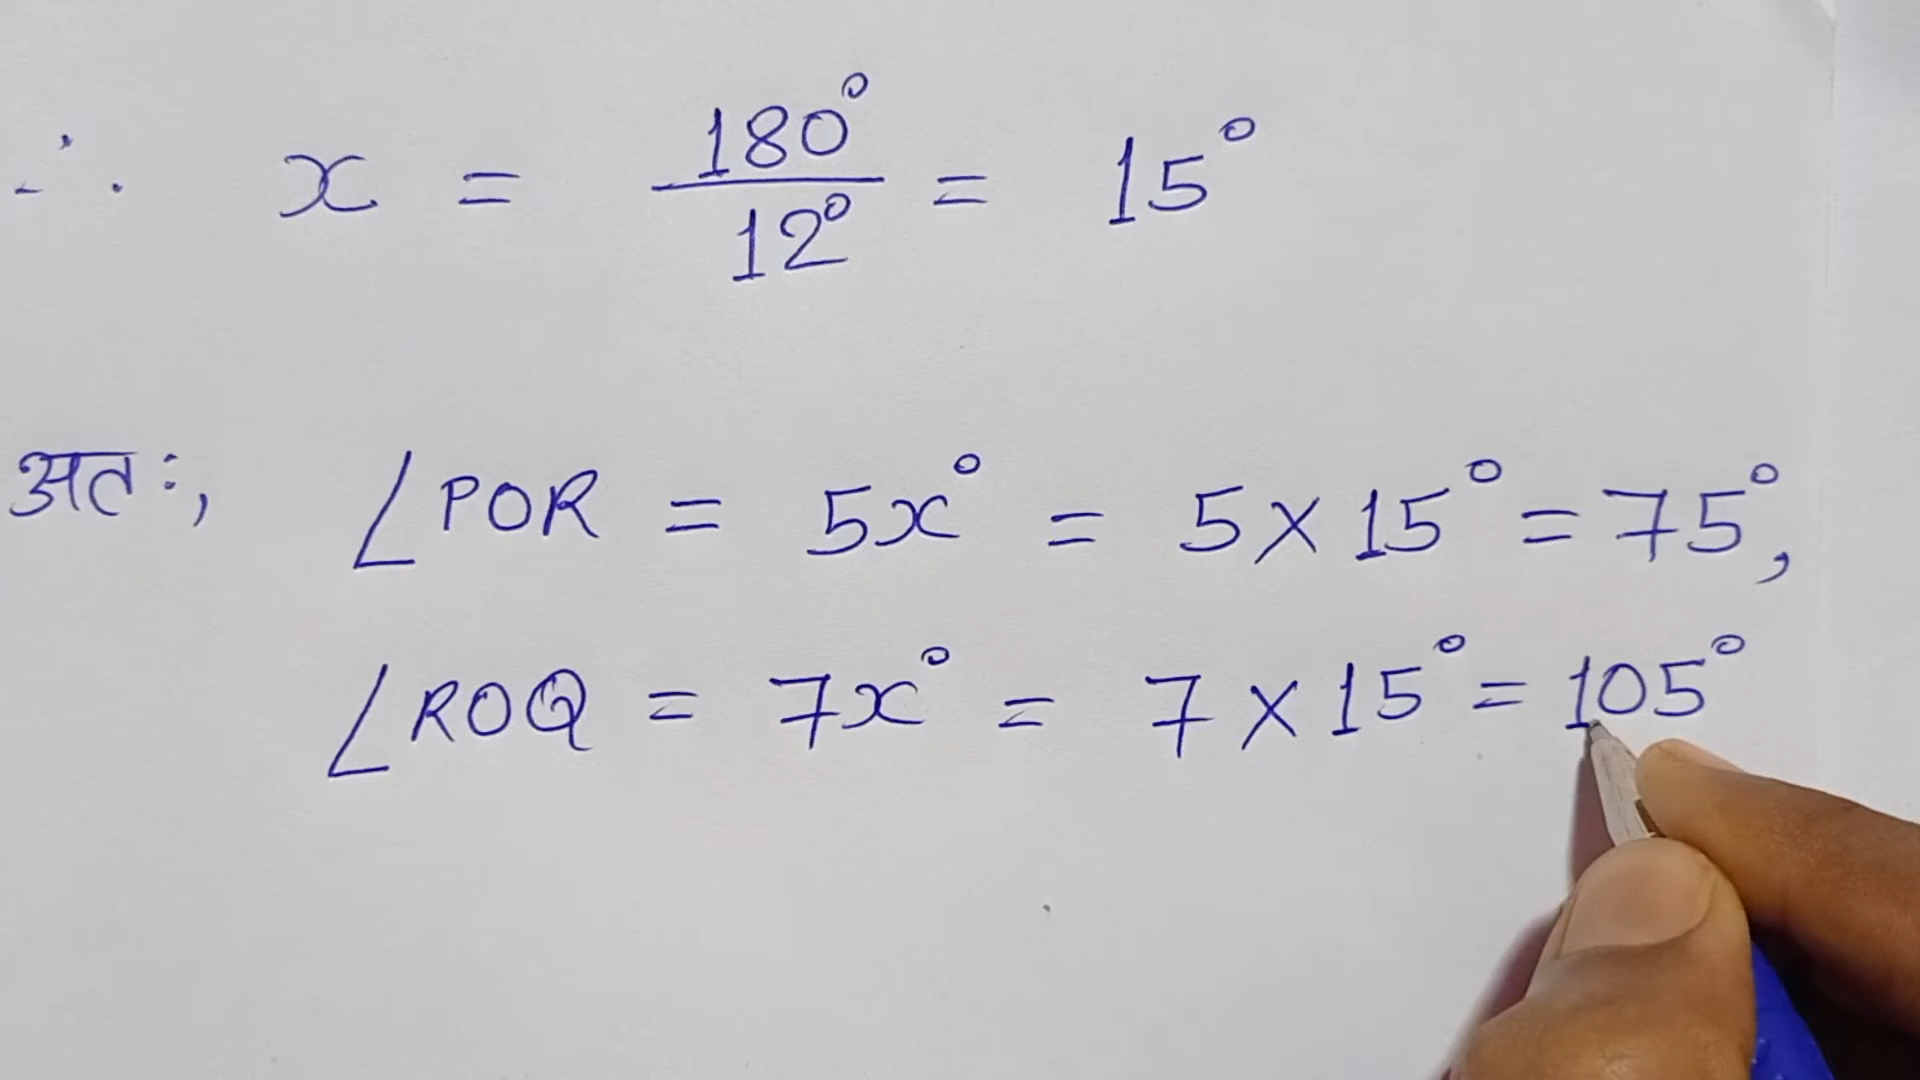 ∴ x = 180° / 12° = 15°
अतः, ∠POR = 5x° = 5 × 15° = 75°,
∠ROQ = 7x° = 7 × 15° = 105°